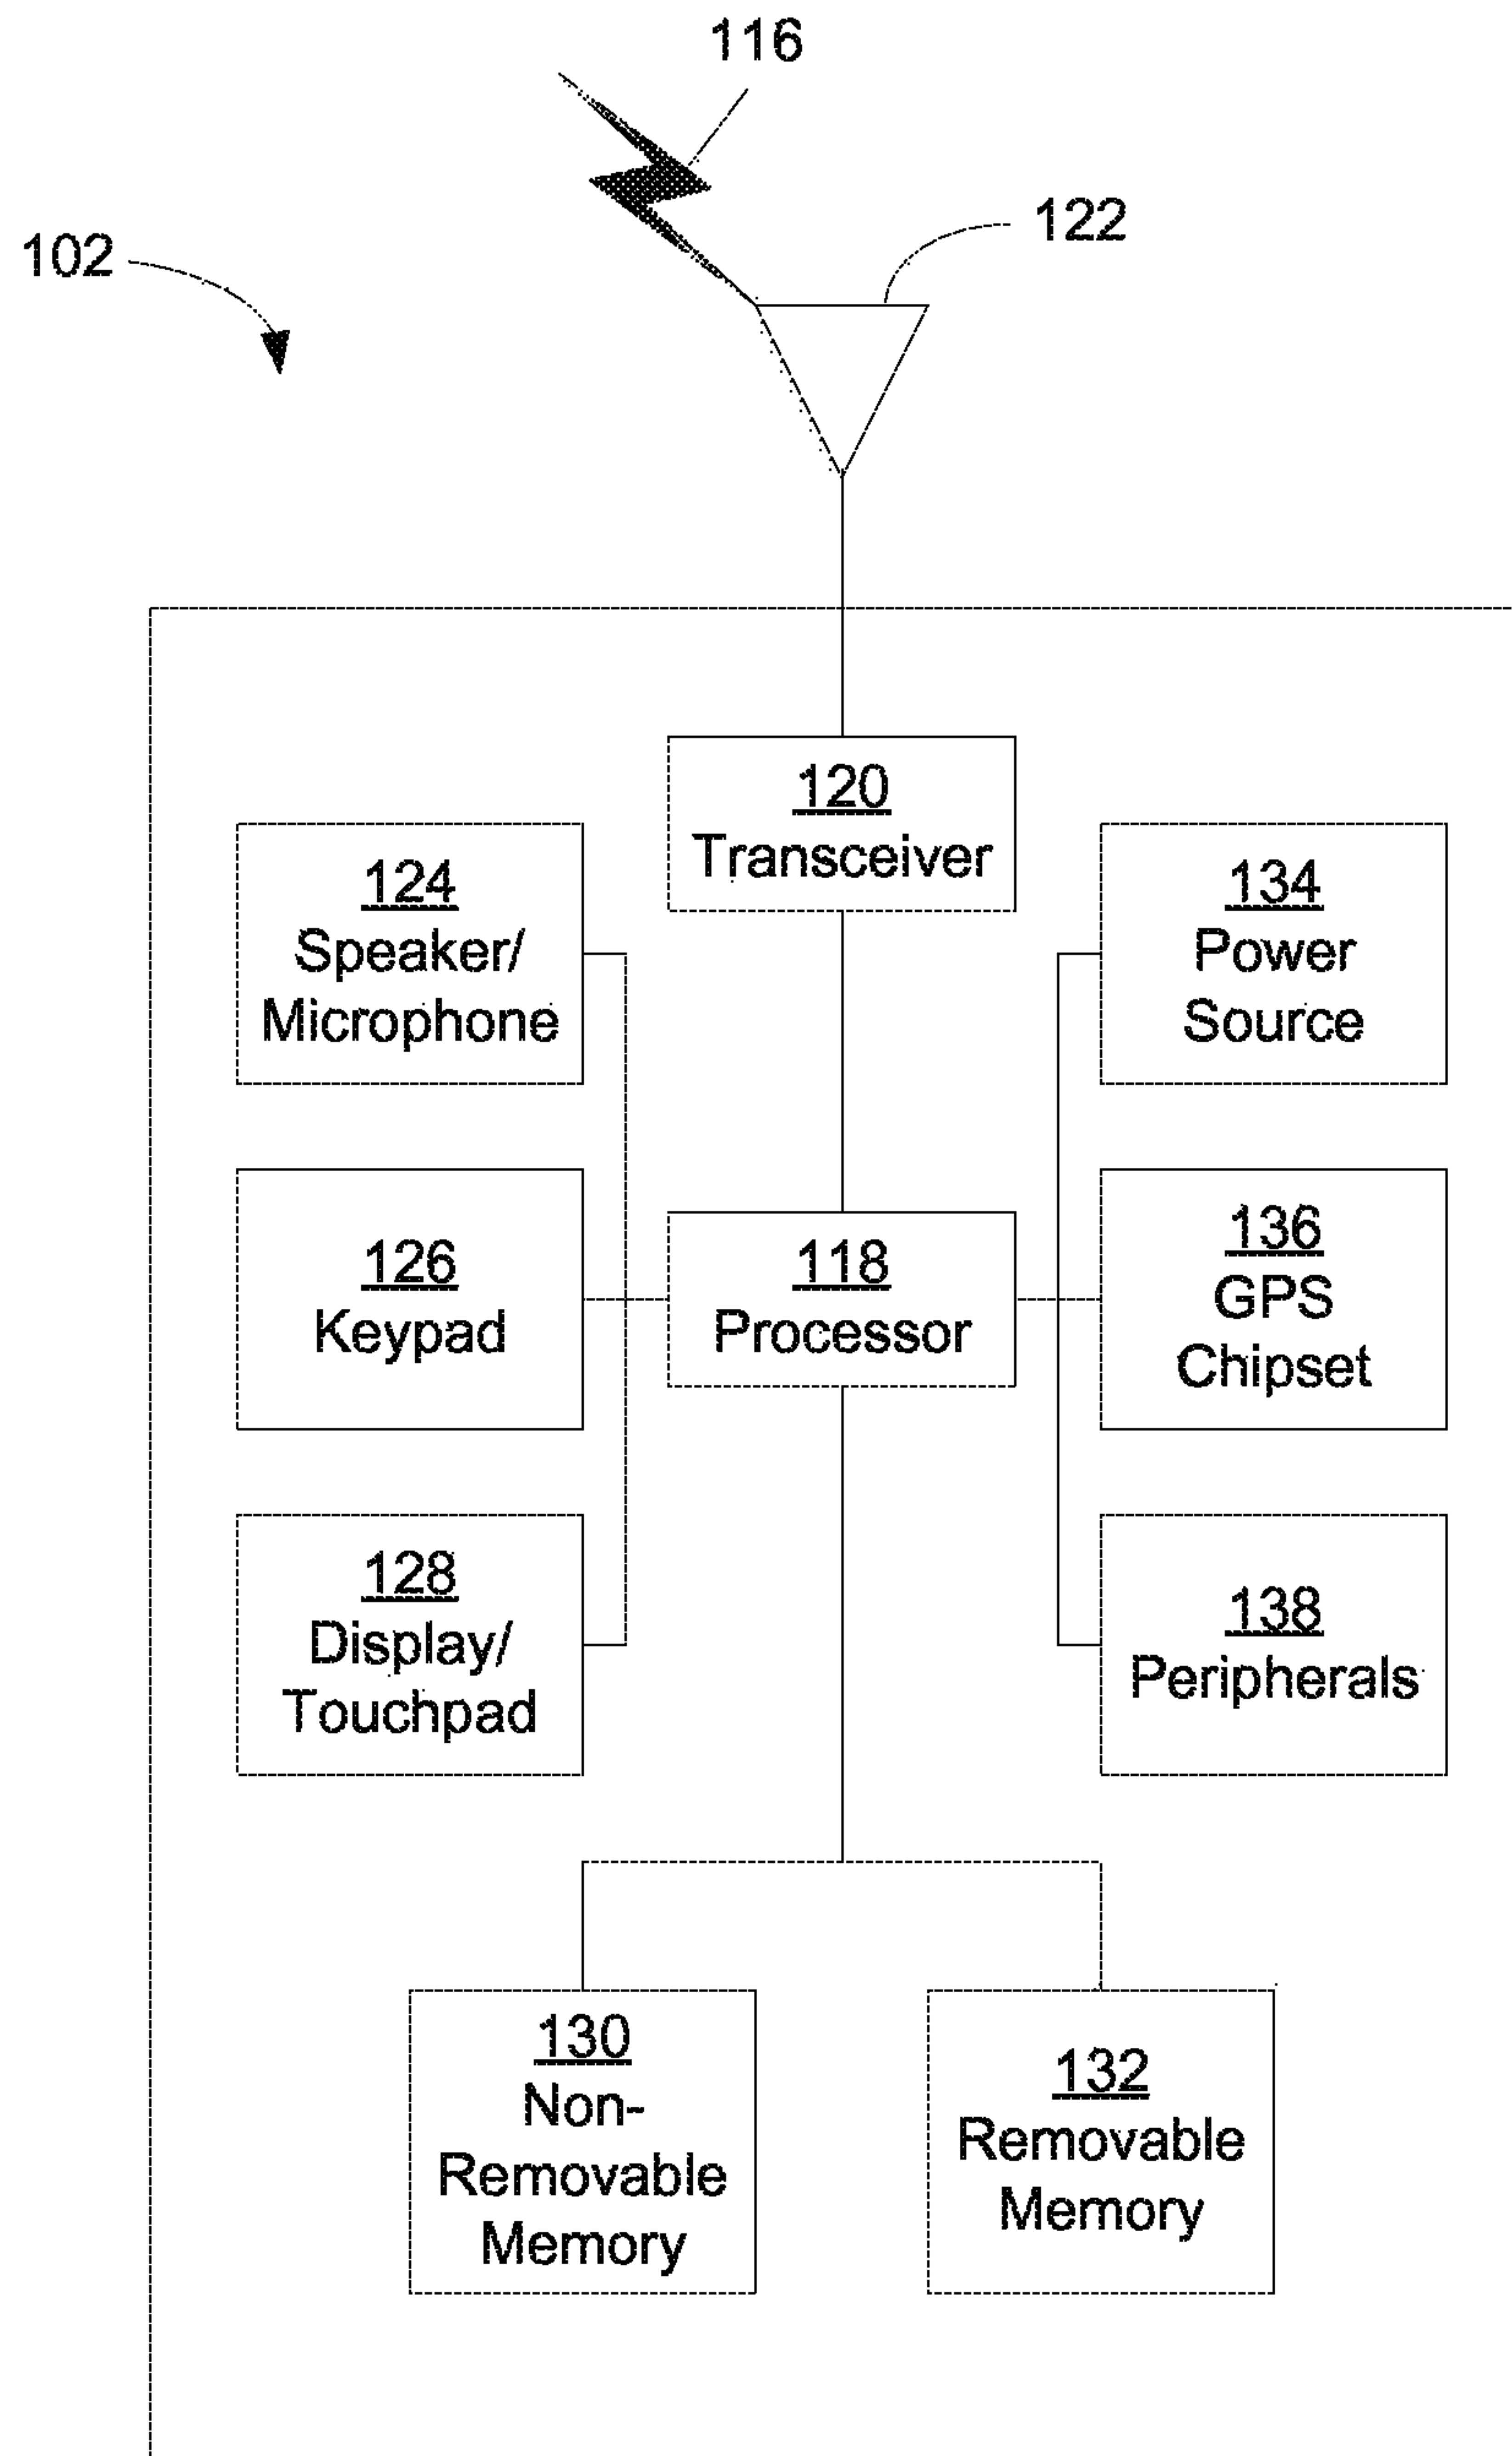 116
122
102
120
Transceiver
124
Speaker/
Microphone
134
Power
Source
126
Keypad
118
Processor
136
GPS
Chipset
128
Display/
Touchpad
138
Peripherals
130
Non-
Removable
Memory
132
Removable
Memory